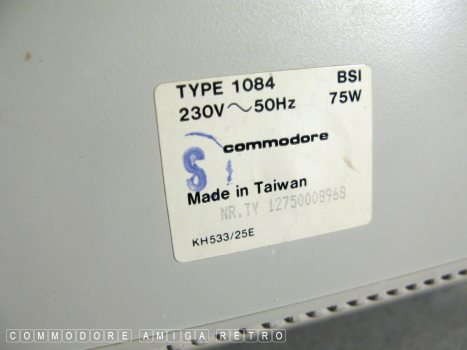 TYPE 1084 BSI
230V～50Hz 75W
commodore
S
Made in Taiwan
NR.TY 12750008968
KH533/25E
COMMODORE AMIGA RETRO